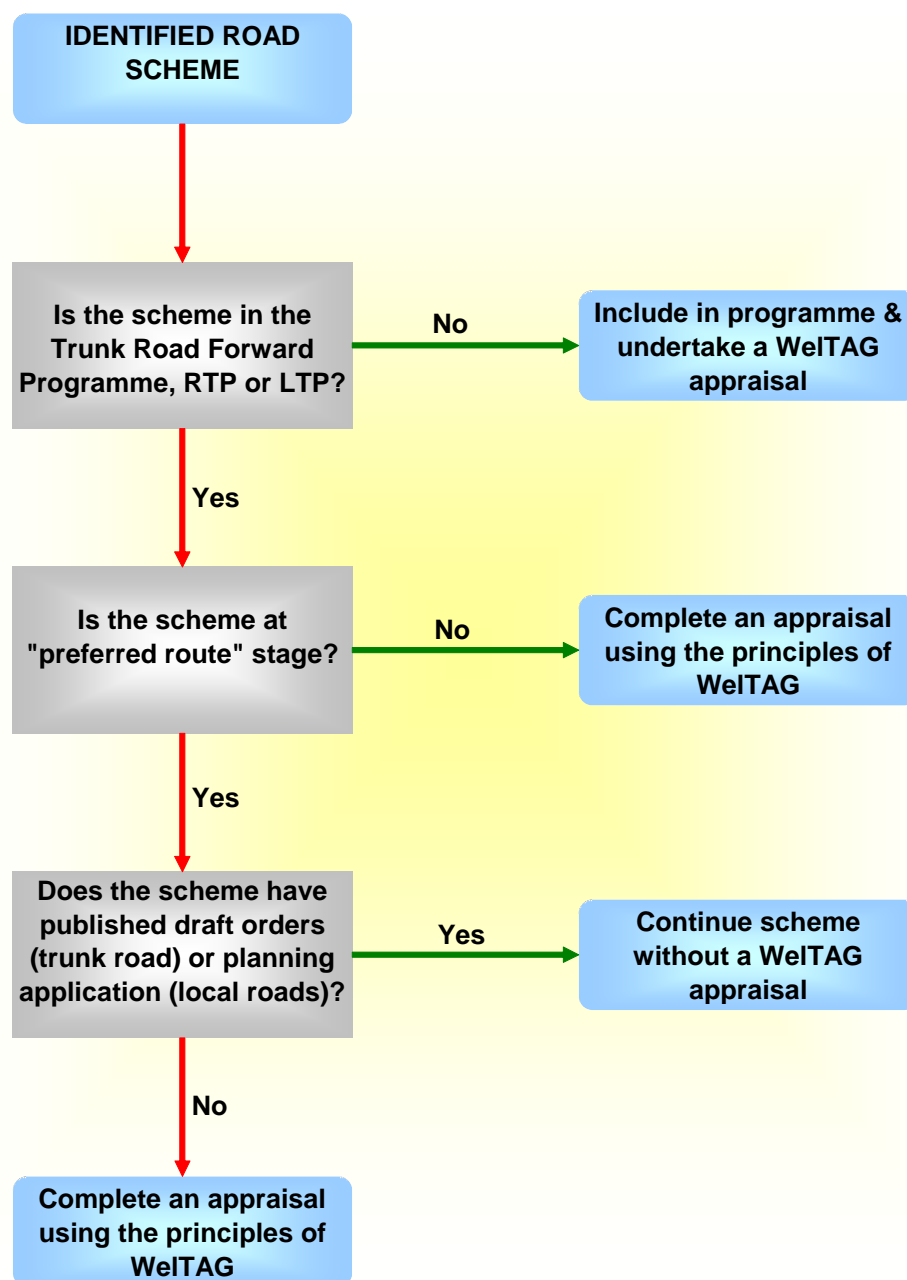 IDENTIFIED ROAD
SCHEME
Is the scheme in the
Trunk Road Forward
Programme, RTP or LTP?
No
Include in programme &
undertake a WelTAG
appraisal
Yes
Is the scheme at
"preferred route" stage?
No
Complete an appraisal
using the principles of
WelTAG
Yes
Does the scheme have
published draft orders
(trunk road) or planning
application (local roads)?
Yes
Continue scheme
without a WelTAG
appraisal
No
Complete an appraisal
using the principles of
WelTAG